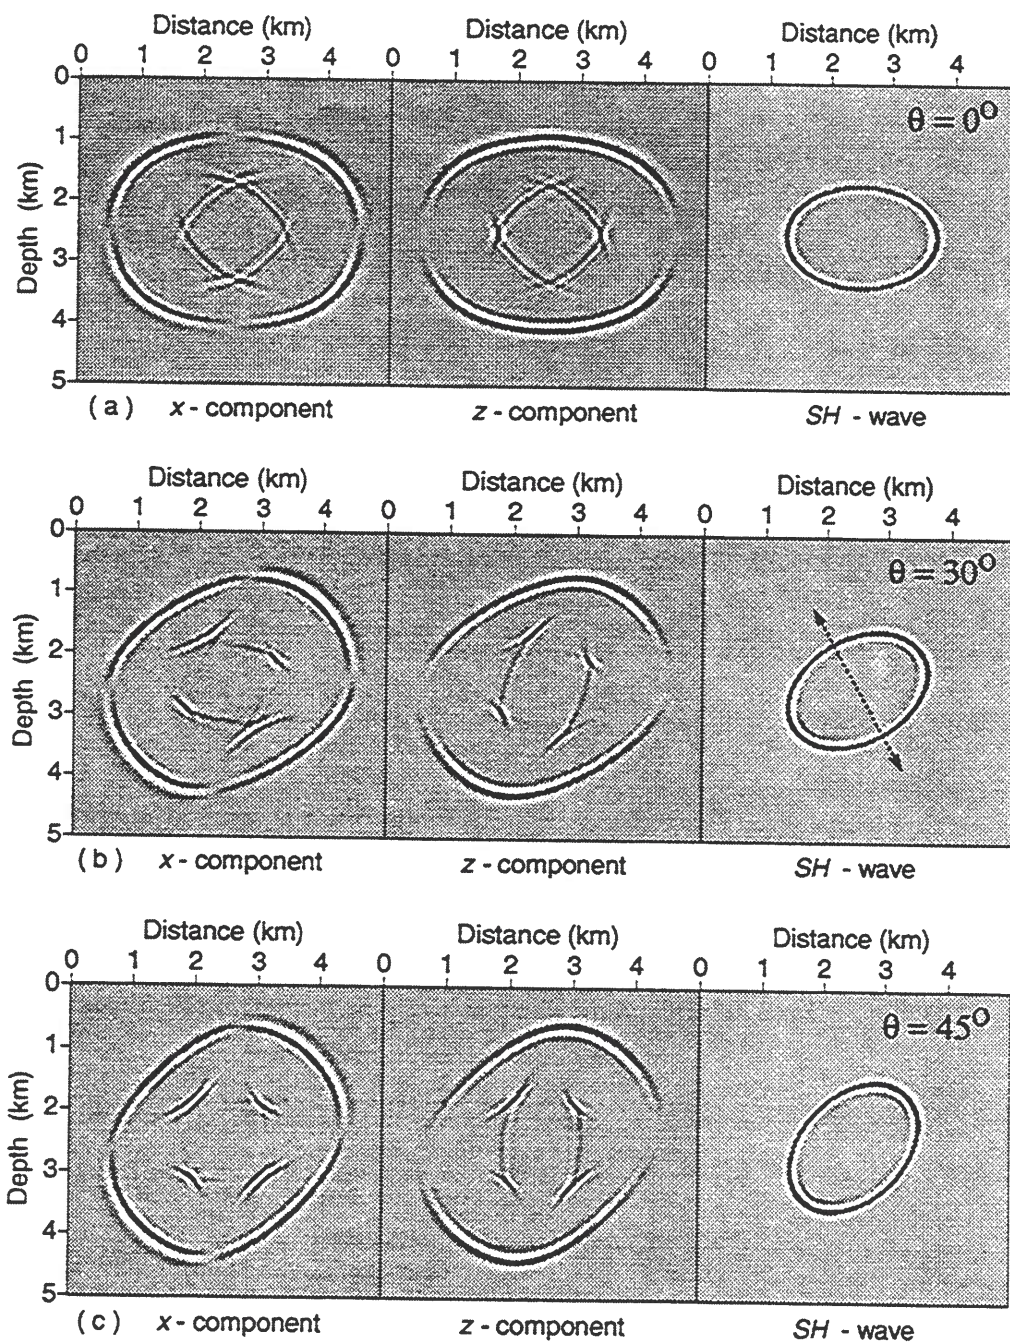 Distance (km) Distance (km) Distance (km)
0 1 2 3 4 0 1 2 3 4 0 1 2 3 4
0
1
2
3
4
5
Depth (km)
θ = 0º
(a) x - component z - component SH - wave
Distance (km) Distance (km) Distance (km)
0 1 2 3 4 0 1 2 3 4 0 1 2 3 4
0
1
2
3
4
5
Depth (km)
θ = 30º
(b) x - component z - component SH - wave
Distance (km) Distance (km) Distance (km)
0 1 2 3 4 0 1 2 3 4 0 1 2 3 4
0
1
2
3
4
5
Depth (km)
θ = 45º
(c) x - component z - component SH - wave